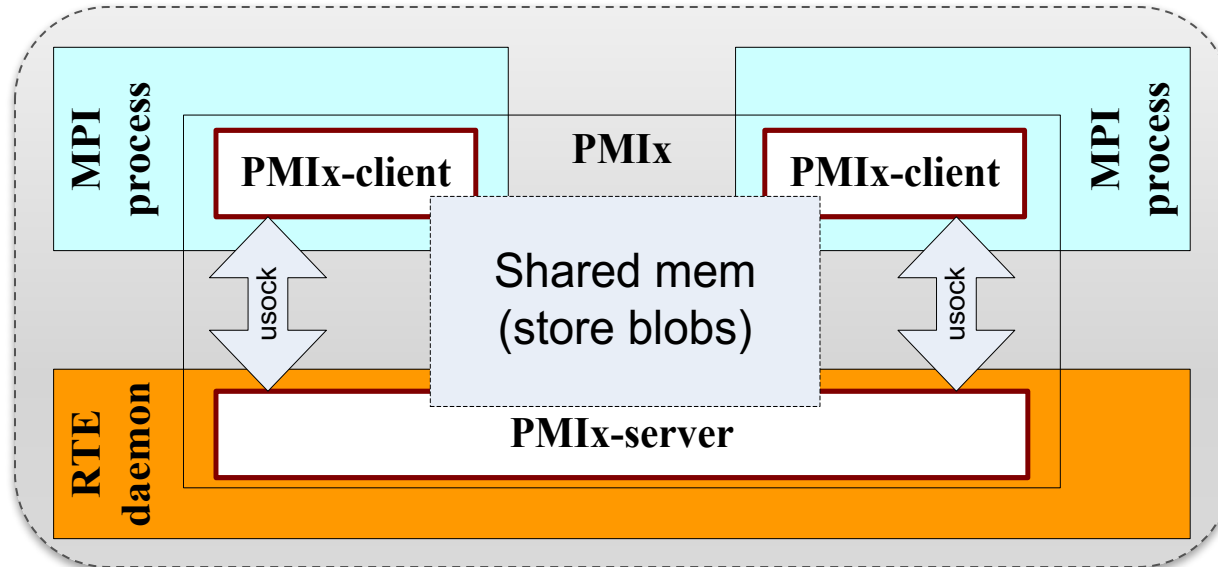 MPI
process
PMIx-client
PMIx
PMIx-client
MPI
process
usock
Shared mem
(store blobs)
usock
RTE
daemon
PMIx-server